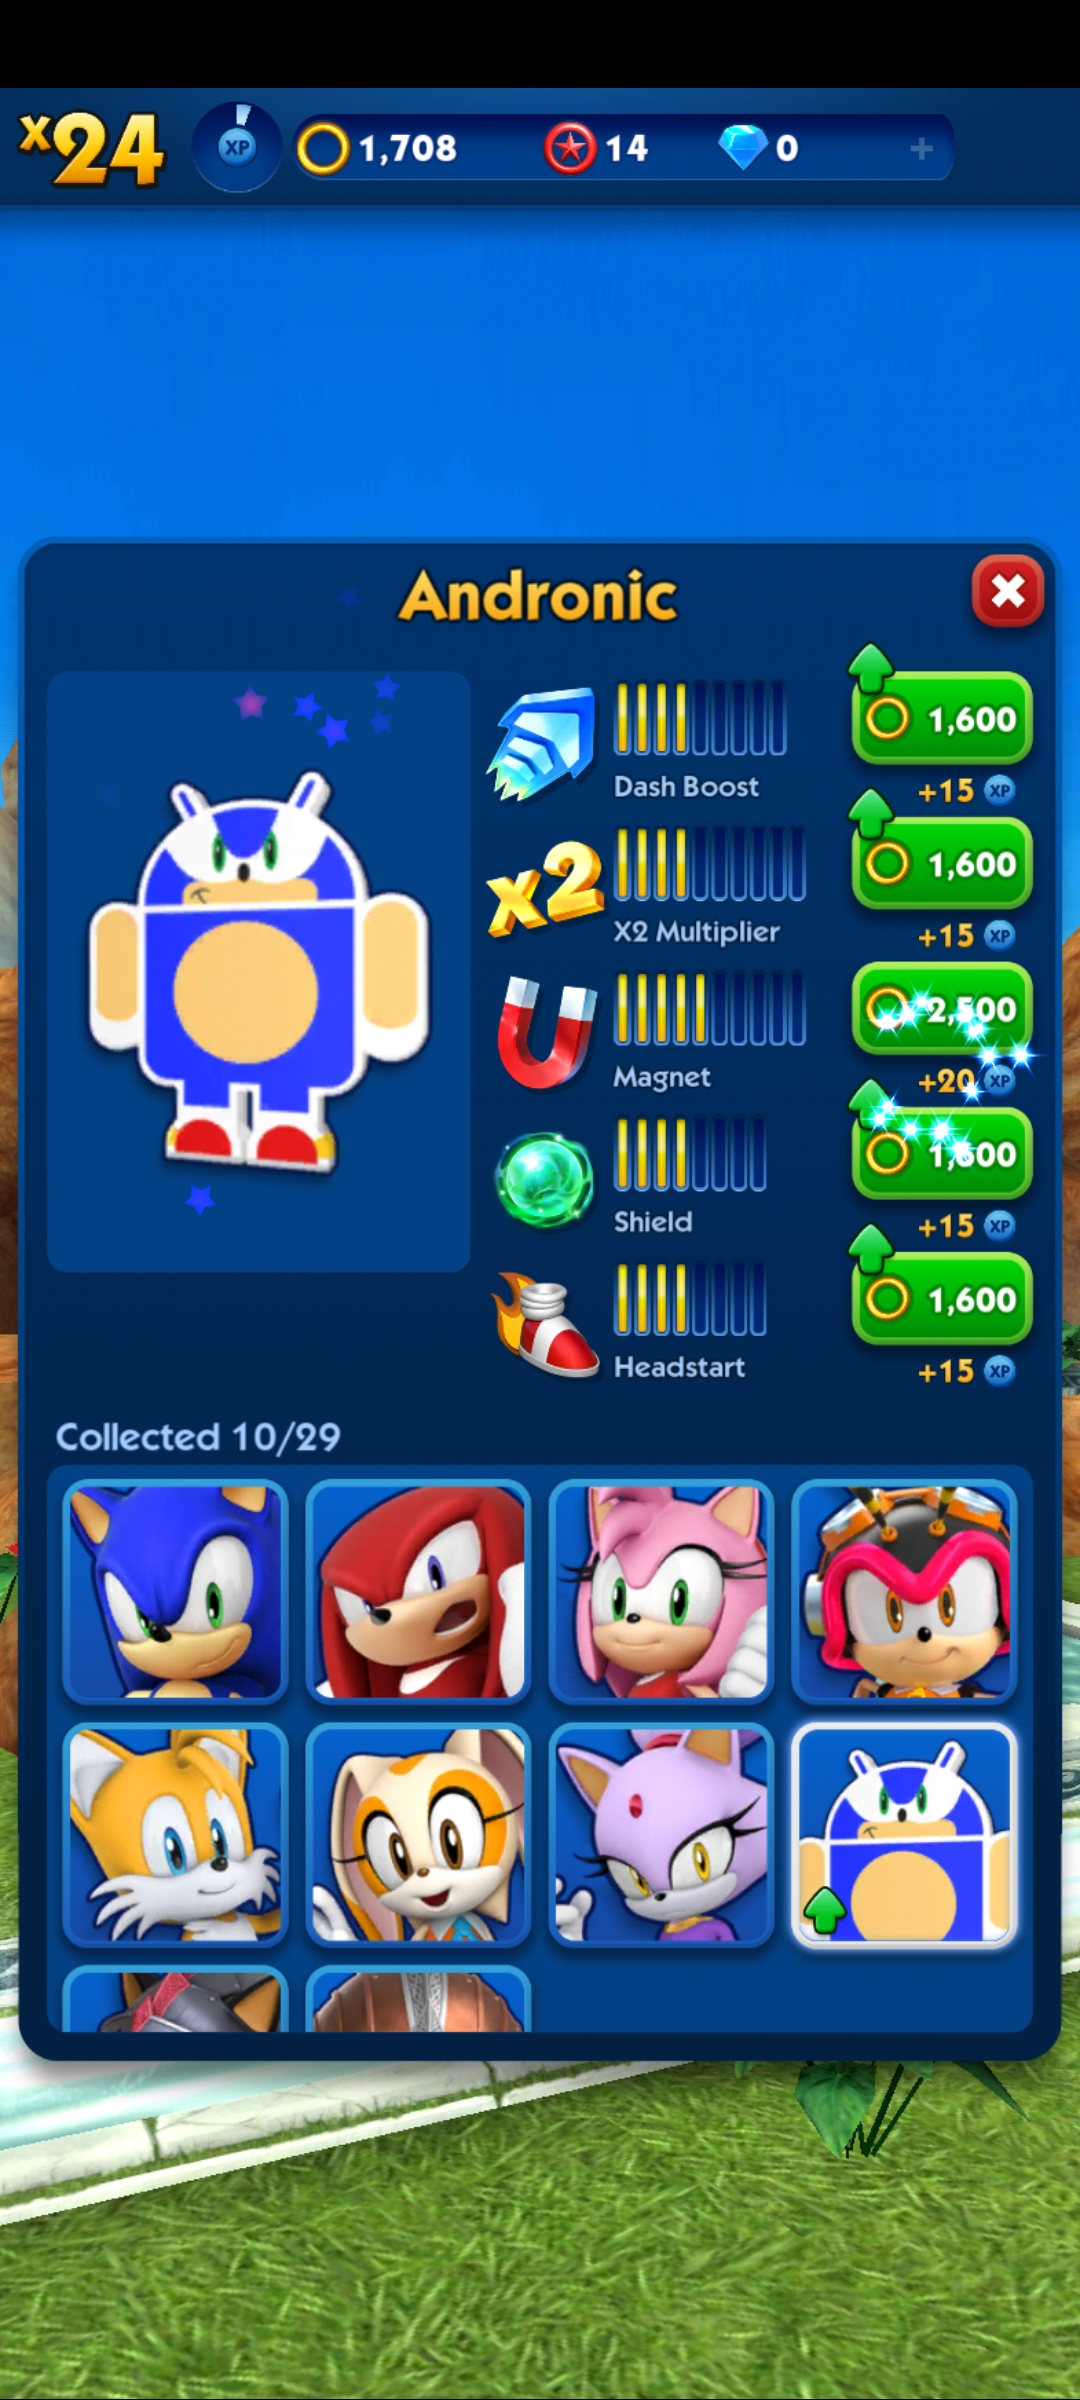 x24 XP 1,708 14 0 +
Andronic
1,600
Dash Boost +15 XP
x2 1,600
X2 Multiplier +15 XP
2,500
Magnet +20 XP
1,600
Shield +15 XP
1,600
Headstart +15 XP
Collected 10/29